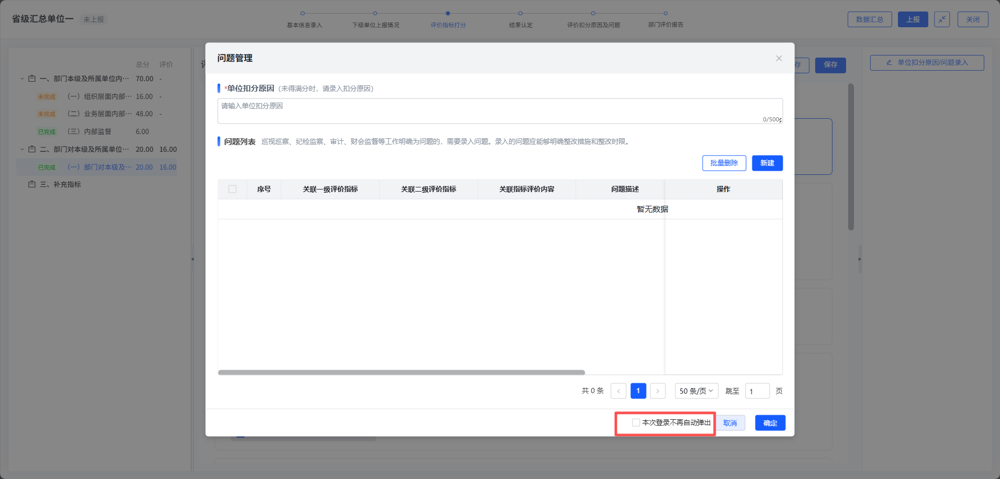 省级汇总单位一 未上报
基本信息录入 下级单位上报情况 评价指标打分 结果认定 评价扣分原因及问题 部门评价报告
数据汇总 上报 关闭
总分 评价
一、部门本级及所属单位内··· 70.00 -
未完成 （一）组织层面内部··· 16.00 -
未完成 （二）业务层面内部··· 48.00 -
已完成 （三）内部监督 6.00
二、部门对本级及所属单位··· 20.00 16.00
已完成 （一）部门对本级及··· 20.00 16.00
三、补充指标
存 保存
单位扣分原因/问题录入
问题管理
*单位扣分原因（未得满分时，请录入扣分原因）
请输入单位扣分原因
0/500
问题列表 巡视巡察、纪检监察、审计、财会监督等工作明确为问题的，需要录入问题。录入的问题应能够明确整改措施和整改时限。
批量删除 新建
序号 关联一级评价指标 关联二级评价指标 关联指标评价内容 问题描述 操作
暂无数据
共 0 条 < 1 > 50 条/页 跳至 1 页
本次登录不再自动弹出 取消 确定